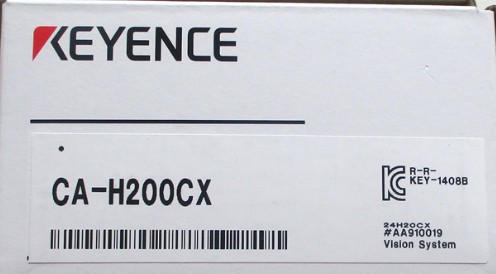 KEYENCE
CA-H200CX
R-R-
KEY-1408B
24H20CX
#AA910019
Vision System